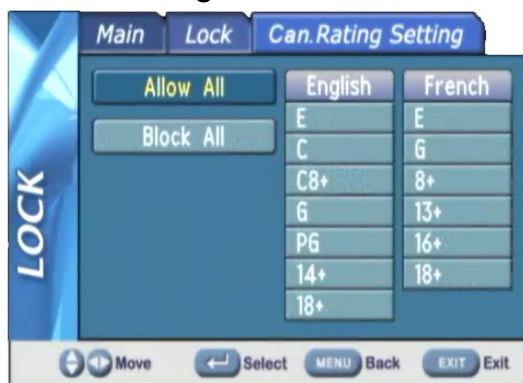 Main Lock Can.Rating Setting
Allow All
Block All
English
E
C
C8+
G
PG
14+
18+
French
E
G
8+
13+
16+
18+
LOCK
Move Select MENU Back EXIT Exit